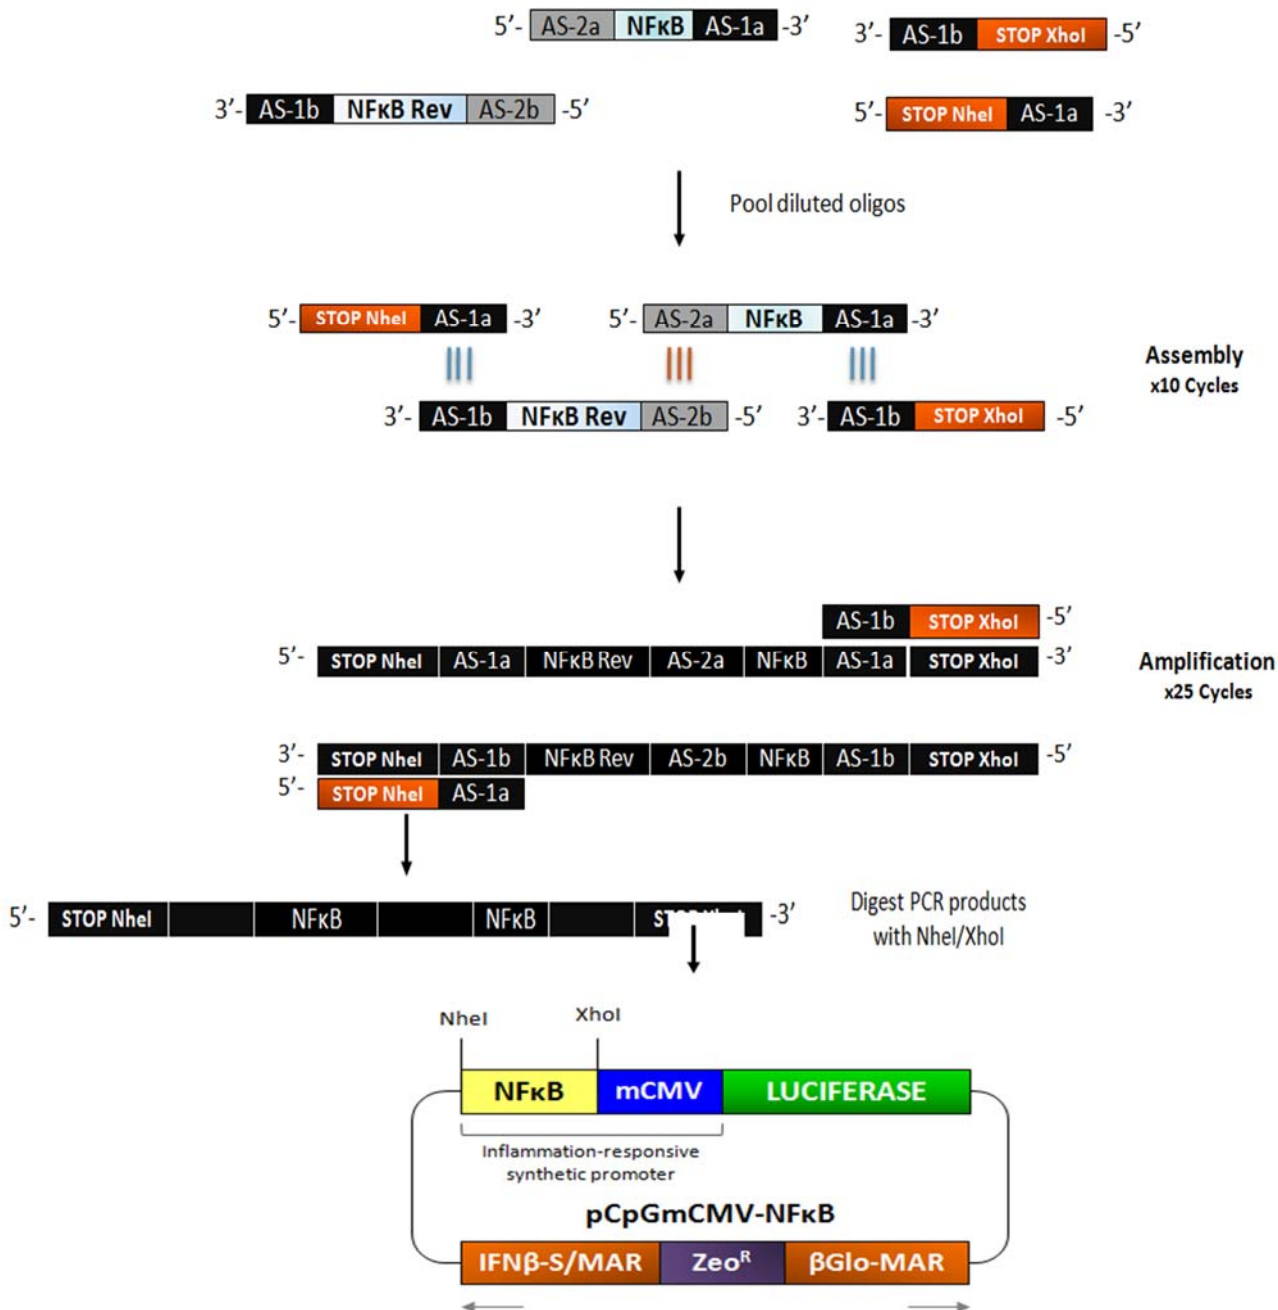 5'- AS-2a NFκB AS-1a -3'
3'- AS-1b STOP XhoI -5'
3'- AS-1b NFκB Rev AS-2b -5'
5'- STOP NheI AS-1a -3'
Pool diluted oligos
5'- STOP NheI AS-1a -3' 5'- AS-2a NFκB AS-1a -3'
Assembly
x10 Cycles
3'- AS-1b NFκB Rev AS-2b -5' 3'- AS-1b STOP XhoI -5'
AS-1b STOP XhoI -5'
5'- STOP NheI AS-1a NFκB Rev AS-2a NFκB AS-1a STOP XhoI -3'
Amplification
x25 Cycles
3'- STOP NheI AS-1b NFκB Rev AS-2b NFκB AS-1b STOP XhoI -5'
5'- STOP NheI AS-1a
5'- STOP NheI NFκB NFκB -3'
Digest PCR products
with NheI/XhoI
NheI XhoI
NFκB mCMV LUCIFERASE
Inflammation-responsive
synthetic promoter
pCpGmCMV-NFκB
IFNβ-S/MAR Zeo^R βGlo-MAR